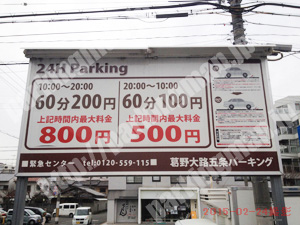 24H Parking
10:00～20:00
60分200円
上記時間内最大料金
800円
20:00～10:00
60分100円
上記時間内最大料金
500円
■緊急センター tel:0120-559-115■ 葛野大路五条パーキング